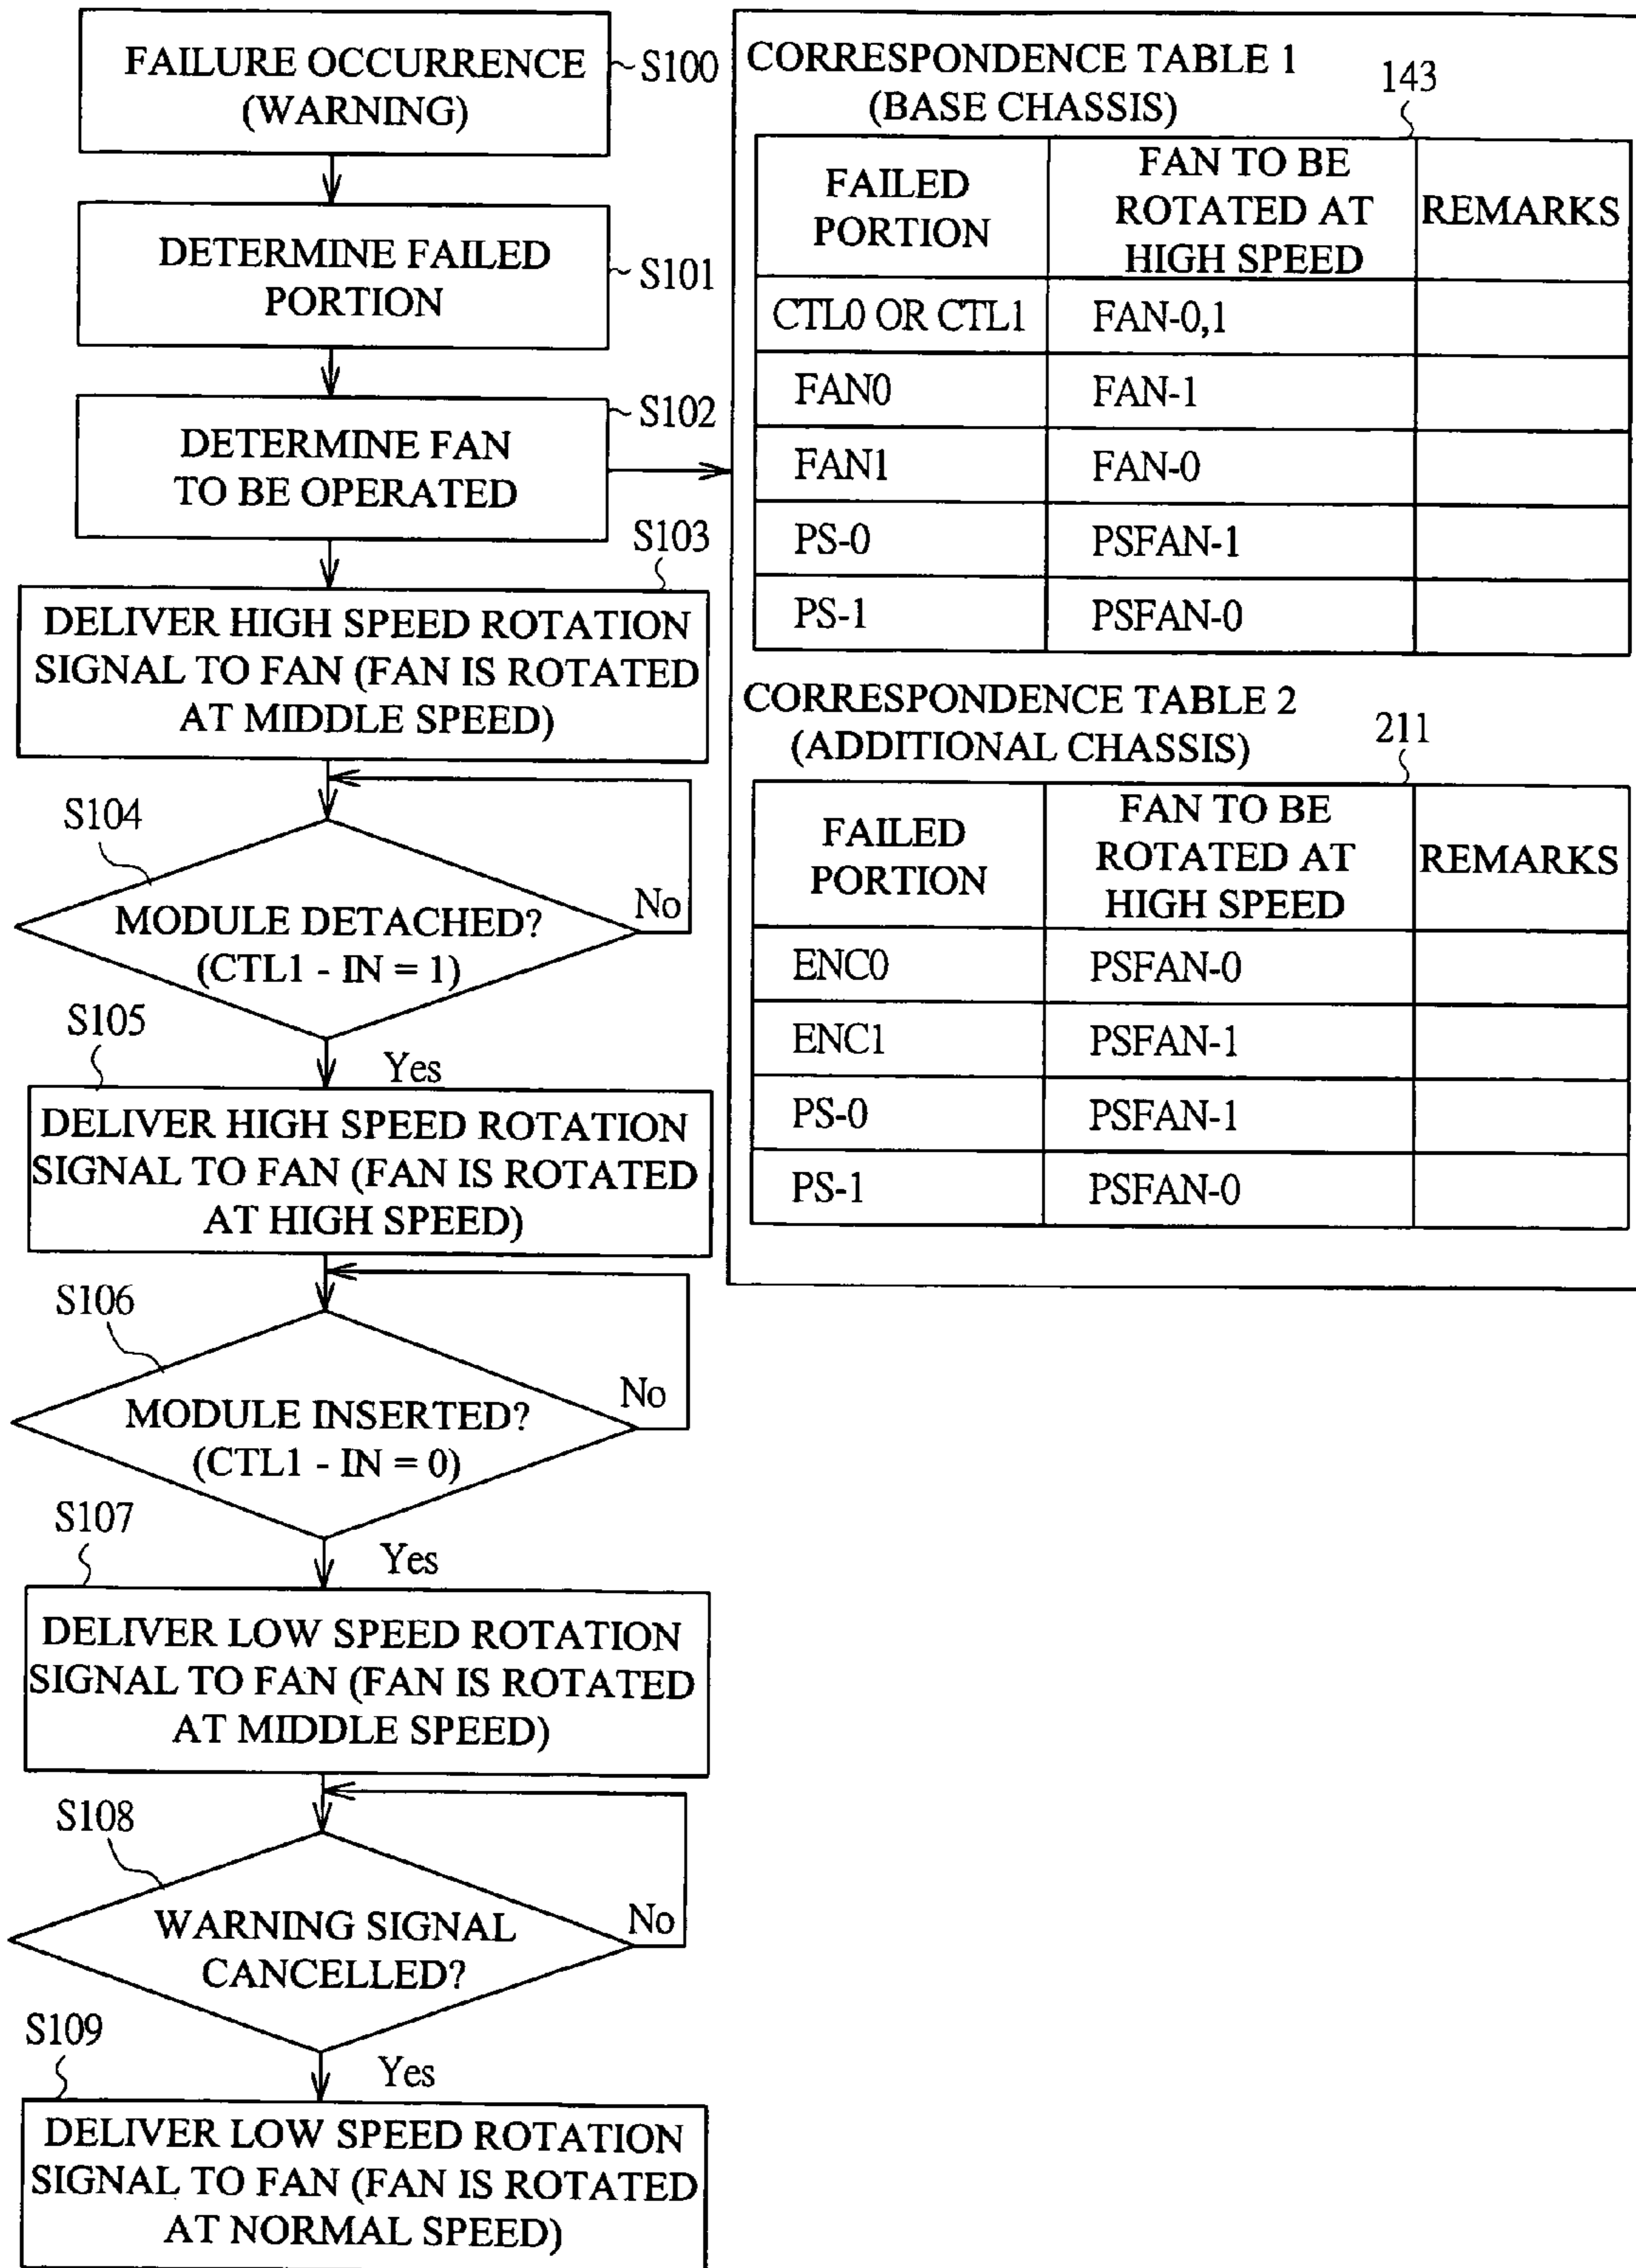 FAILURE OCCURRENCE
(WARNING)
S100
DETERMINE FAILED
PORTION
S101
DETERMINE FAN
TO BE OPERATED
S102
S103
DELIVER HIGH SPEED ROTATION
SIGNAL TO FAN (FAN IS ROTATED
AT MIDDLE SPEED)
S104
MODULE DETACHED?
(CTL1 - IN = 1)
No
Yes
S105
DELIVER HIGH SPEED ROTATION
SIGNAL TO FAN (FAN IS ROTATED
AT HIGH SPEED)
S106
MODULE INSERTED?
(CTL1 - IN = 0)
No
Yes
S107
DELIVER LOW SPEED ROTATION
SIGNAL TO FAN (FAN IS ROTATED
AT MIDDLE SPEED)
S108
WARNING SIGNAL
CANCELLED?
No
Yes
S109
DELIVER LOW SPEED ROTATION
SIGNAL TO FAN (FAN IS ROTATED
AT NORMAL SPEED)
CORRESPONDENCE TABLE 1
(BASE CHASSIS)
143
FAILED
PORTION
FAN TO BE
ROTATED AT
HIGH SPEED
REMARKS
CTL0 OR CTL1 FAN-0,1
FAN0 FAN-1
FAN1 FAN-0
PS-0 PSFAN-1
PS-1 PSFAN-0
CORRESPONDENCE TABLE 2
(ADDITIONAL CHASSIS)
211
FAILED
PORTION
FAN TO BE
ROTATED AT
HIGH SPEED
REMARKS
ENC0 PSFAN-0
ENC1 PSFAN-1
PS-0 PSFAN-1
PS-1 PSFAN-0